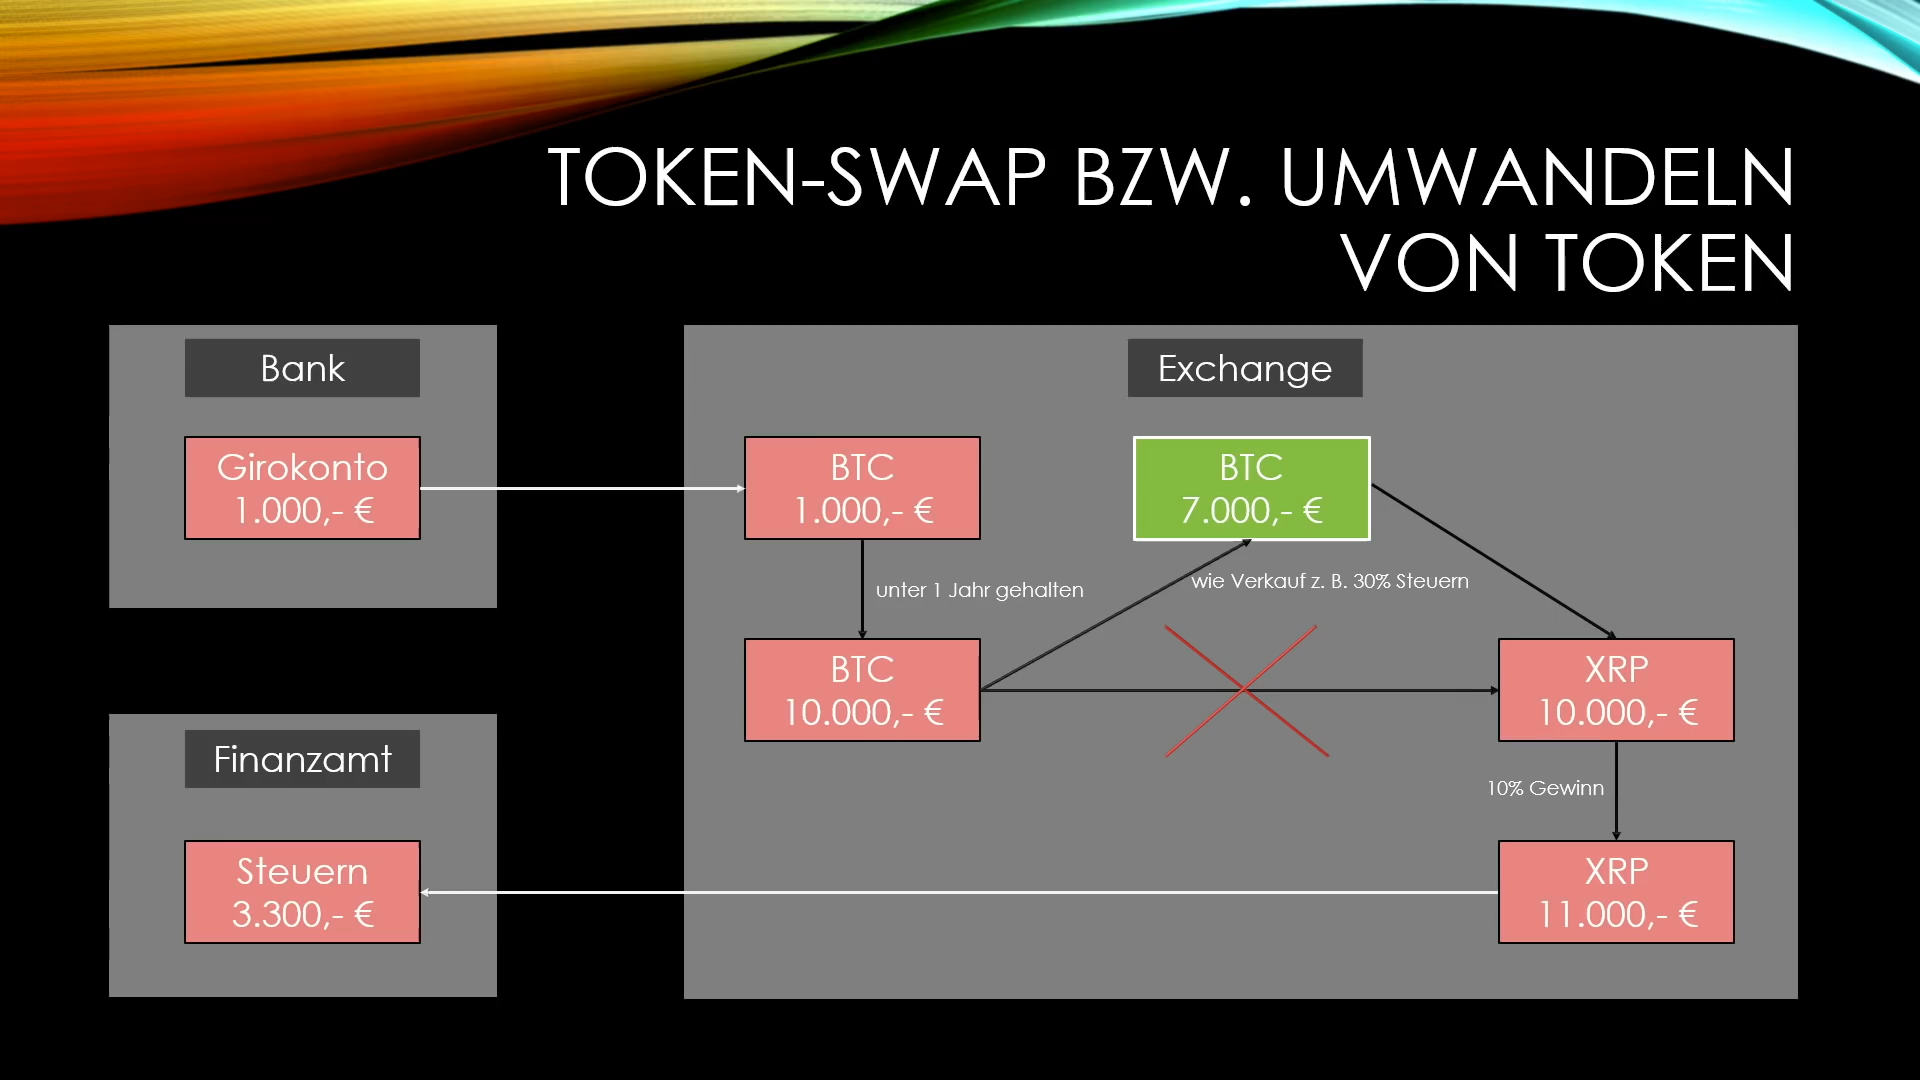 TOKEN-SWAP BZW. UMWANDELN
VON TOKEN
Bank
Girokonto
1.000,- €
Exchange
BTC
1.000,- €
BTC
7.000,- €
unter 1 Jahr gehalten
wie Verkauf z. B. 30% Steuern
BTC
10.000,- €
XRP
10.000,- €
10% Gewinn
Finanzamt
Steuern
3.300,- €
XRP
11.000,- €